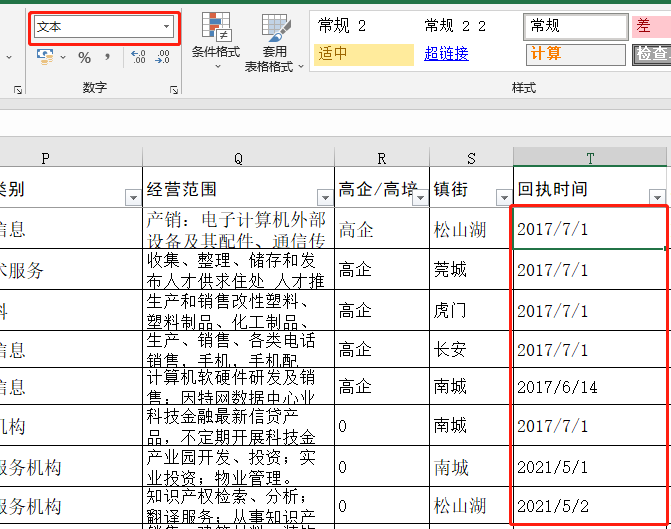 文本
常规 2
常规 2 2
常规
差
% , .00
条件格式
套用
表格格式
适中
超链接
计算
检查
数字
样式
P Q R S T
类别 经营范围 高企/高培 镇街 回执时间
信息 产销：电子计算机外部 高企 松山湖 2017/7/1
设备及其配件、通信传
术服务 收集、整理、储存和发 高企 莞城 2017/7/1
布人才供求住处 人才推
料 生产和销售改性塑料、 高企 虎门 2017/7/1
塑料制品、化工制品、
信息 生产、销售、各类电话 高企 长安 2017/7/1
销售，手机，手机配
信息 计算机软硬件研发及销 高企 南城 2017/6/14
售；因特网数据中心业
机构 科技金融最新信贷产 0 南城 2017/7/1
品，不定期开展科技金
服务机构 产业园开发、投资；实 0 南城 2021/5/1
业投资；物业管理。
服务机构 知识产权检索、分析； 0 松山湖 2021/5/2
翻译服务；从事知识产